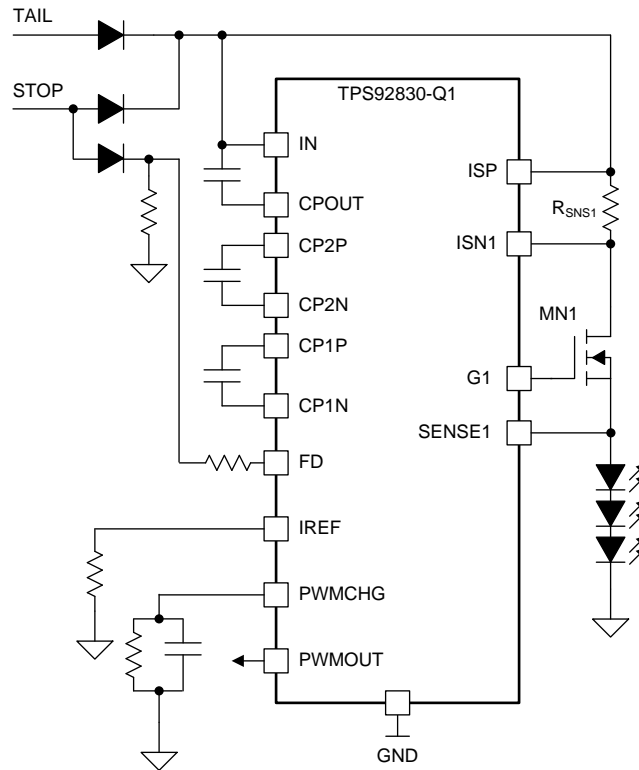 TAIL
STOP
TPS92830-Q1
IN
CPOUT
CP2P
CP2N
CP1P
CP1N
FD
IREF
PWMCHG
PWMOUT
GND
ISP
RSNS1
ISN1
MN1
G1
SENSE1